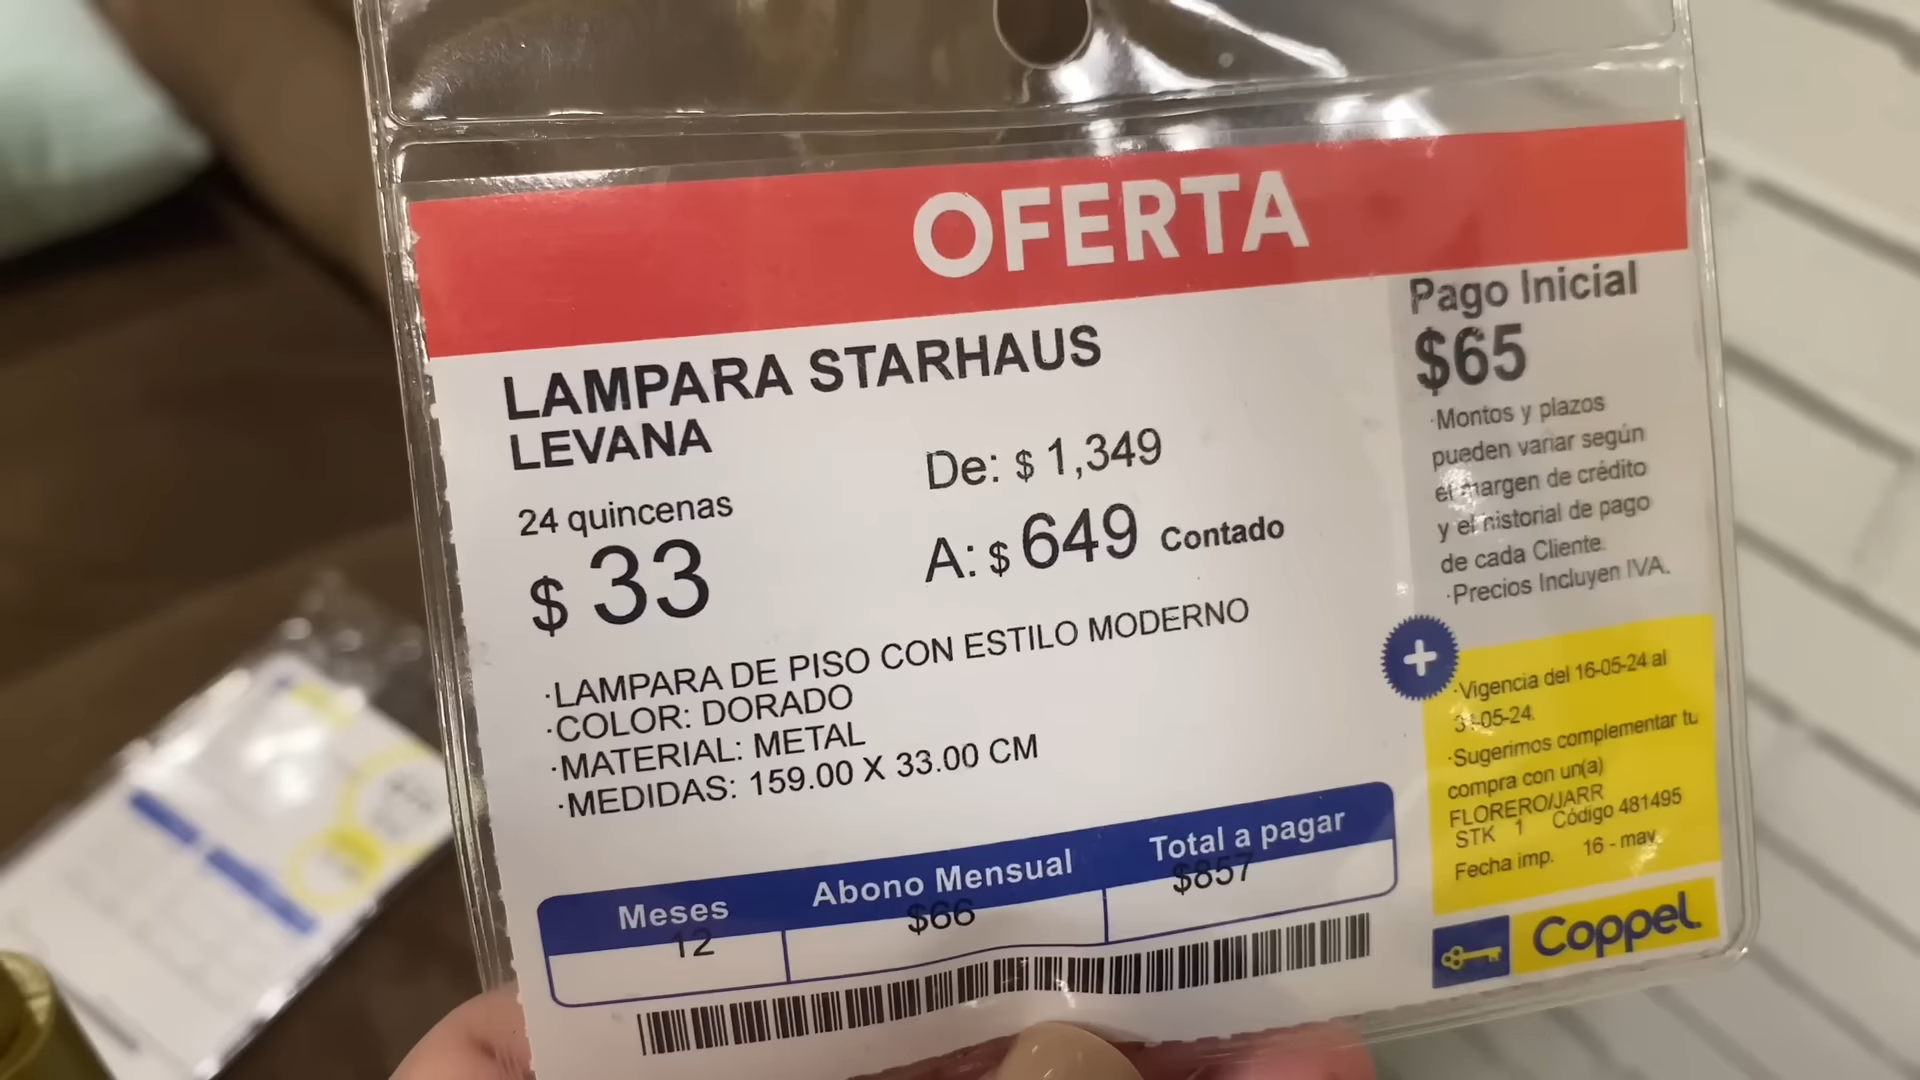 OFERTA
LAMPARA STARHAUS
LEVANA
24 quincenas
$ 33
De: $ 1,349
A: $ 649 Contado
·LAMPARA DE PISO CON ESTILO MODERNO
·COLOR: DORADO
·MATERIAL: METAL
·MEDIDAS: 159.00 X 33.00 CM
Meses Abono Mensual Total a pagar
12 $66 $857
Pago Inicial
$65
·Montos y plazos
pueden variar según
el margen de crédito
y el historial de pago
de cada Cliente.
·Precios Incluyen IVA.
+
·Vigencia del 16-05-24 al
31-05-24.
·Sugerimos complementar tu
compra con un(a)
FLORERO/JARR
STK 1 Código 481495
Fecha imp. 16 - may.
Coppel